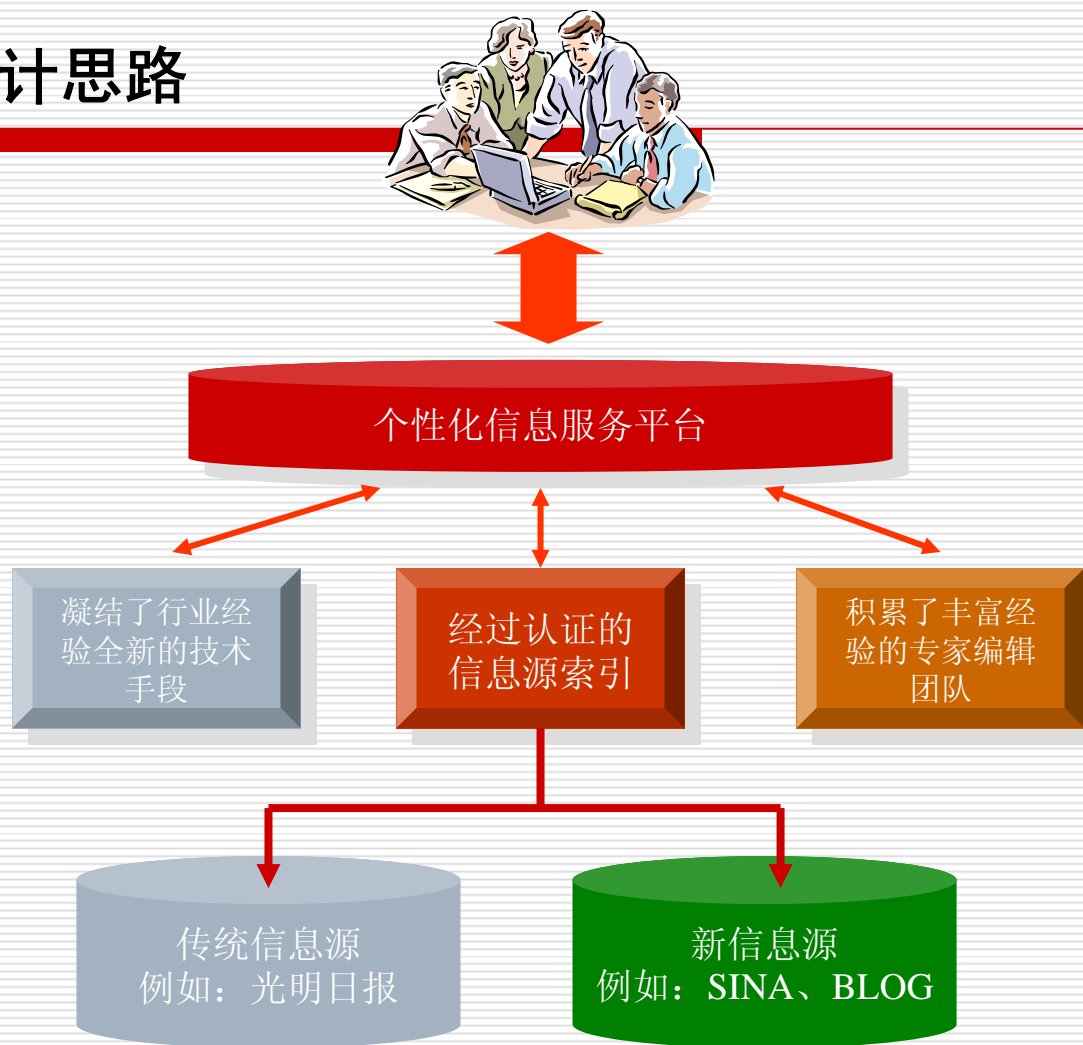 计思路
个性化信息服务平台
凝结了行业经
验全新的技术
手段
经过认证的
信息源索引
积累了丰富经
验的专家编辑
团队
传统信息源
例如：光明日报
新信息源
例如：SINA、BLOG